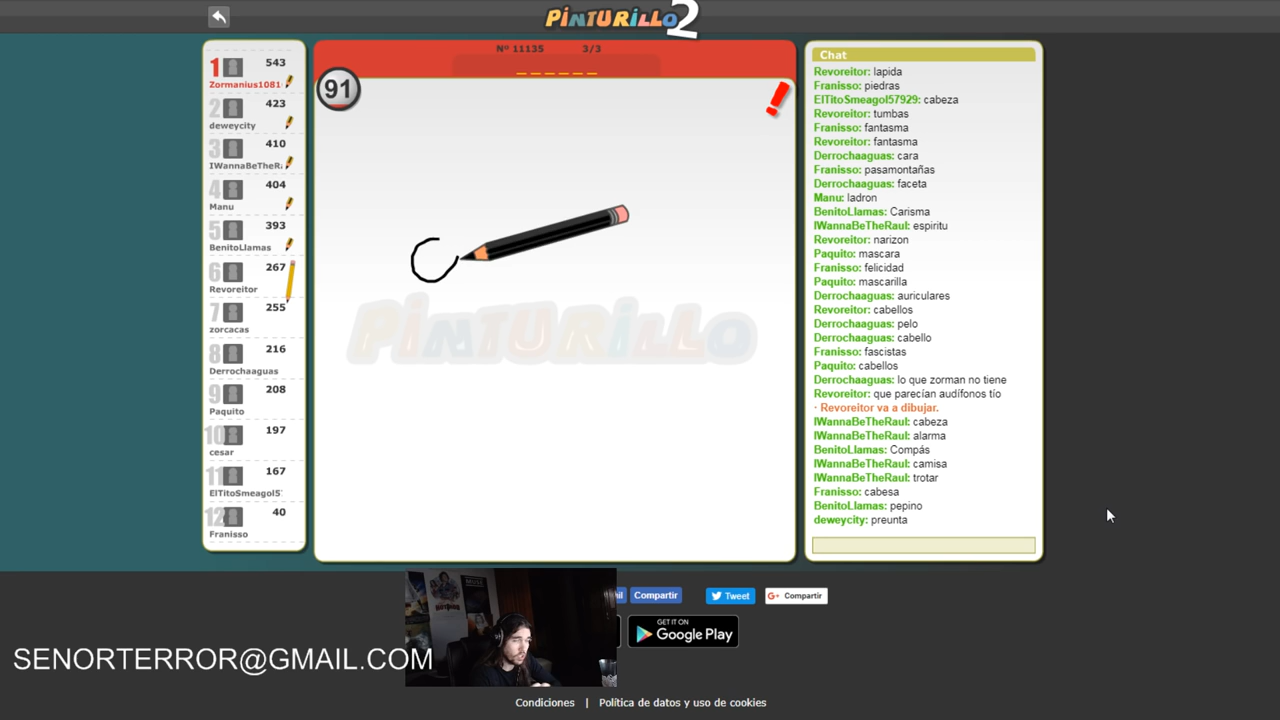 PINTURILLO 2
Nº 11135 3/3
_ _ _ _ _ _
91
PINTURILLO
1 543
Zormanius1081
2 423
deweycity
3 410
IWannaBeTheRa
4 404
Manu
5 393
BenitoLlamas
6 267
Revoreitor
7 255
zorcacas
8 216
Derrochaaguas
9 208
Paquito
10 197
cesar
11 167
ElTitoSmeagol5
12 40
Franisso
Chat
Revoreitor: lapida
Franisso: piedras
ElTitoSmeagol57929: cabeza
Revoreitor: tumbas
Franisso: fantasma
Revoreitor: fantasma
Derrochaaguas: cara
Franisso: pasamontañas
Derrochaaguas: faceta
Manu: ladron
BenitoLlamas: Carisma
IWannaBeTheRaul: espiritu
Revoreitor: narizon
Paquito: mascara
Franisso: felicidad
Paquito: mascarilla
Derrochaaguas: auriculares
Revoreitor: cabellos
Derrochaaguas: pelo
Derrochaaguas: cabello
Franisso: fascistas
Paquito: cabellos
Derrochaaguas: lo que zorman no tiene
Revoreitor: que parecían audífonos tío
· Revoreitor va a dibujar.
IWannaBeTheRaul: cabeza
IWannaBeTheRaul: alarma
BenitoLlamas: Compás
IWannaBeTheRaul: camisa
IWannaBeTheRaul: trotar
Franisso: cabesa
BenitoLlamas: pepino
deweycity: preunta
Compartir Tweet G+ Compartir
GET IT ON
Google Play
SENORTERROR@GMAIL.COM
Condiciones | Política de datos y uso de cookies